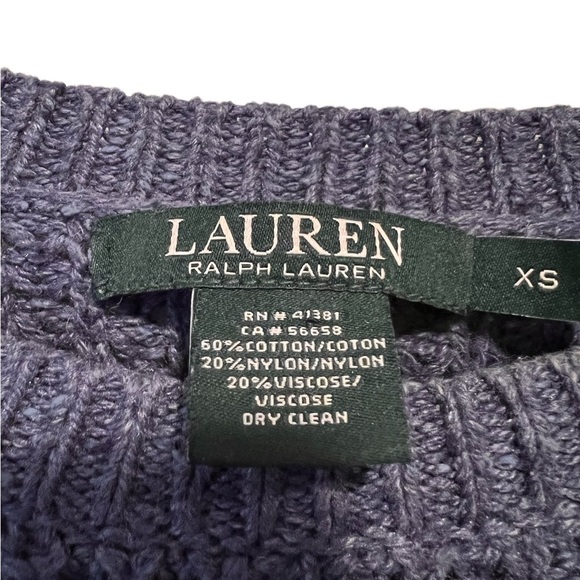 LAUREN
RALPH LAUREN
XS
RN # 41381
CA # 56658
60% COTTON/COTON
20% NYLON/NYLON
20% VISCOSE/
VISCOSE
DRY CLEAN